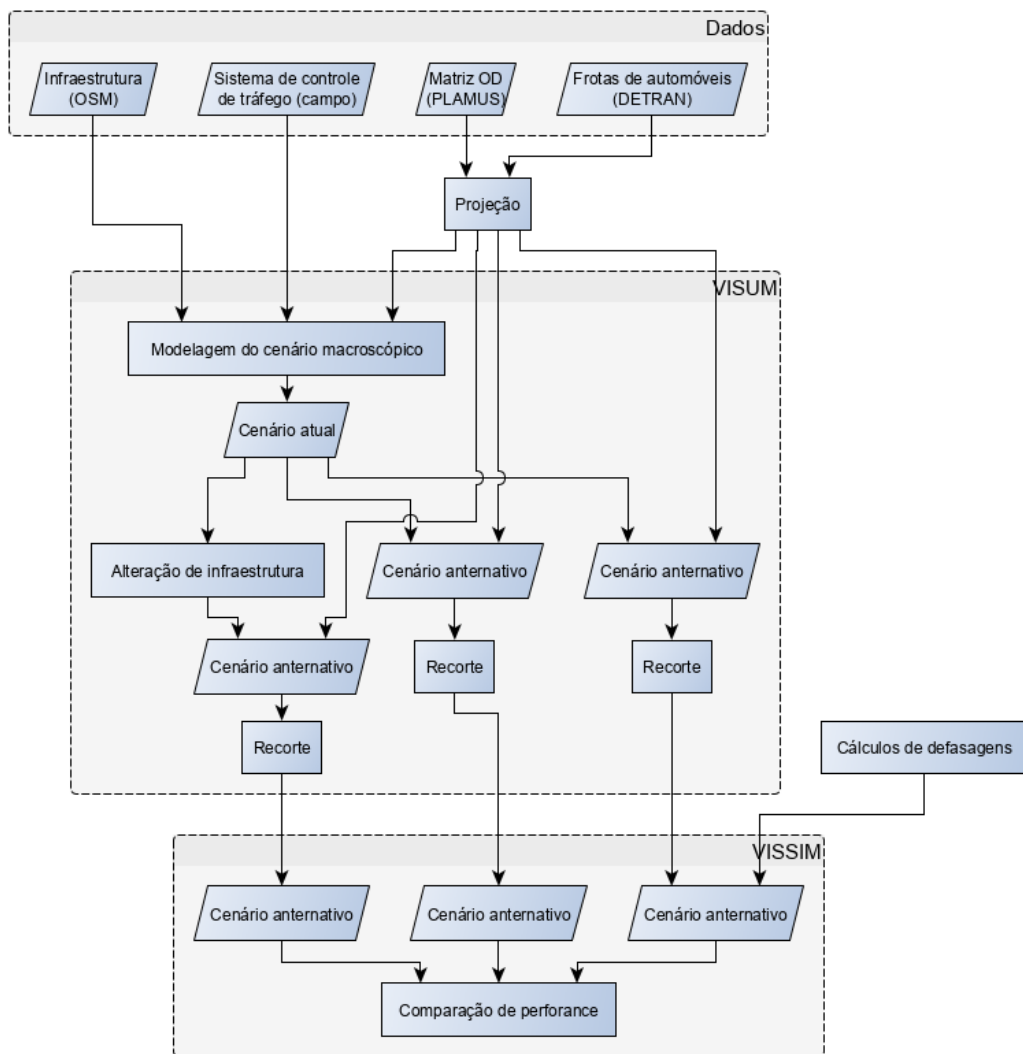 Dados
Infraestrutura
(OSM)
Sistema de controle
de tráfego (campo)
Matriz OD
(PLAMUS)
Frotas de automóveis
(DETRAN)
Projeção
VISUM
Modelagem do cenário macroscópico
Cenário atual
Alteração de infraestrutura
Cenário anternativo
Cenário anternativo
Cenário anternativo
Recorte
Recorte
Recorte
Cálculos de defasagens
VISSIM
Cenário anternativo
Cenário anternativo
Cenário anternativo
Comparação de perforance